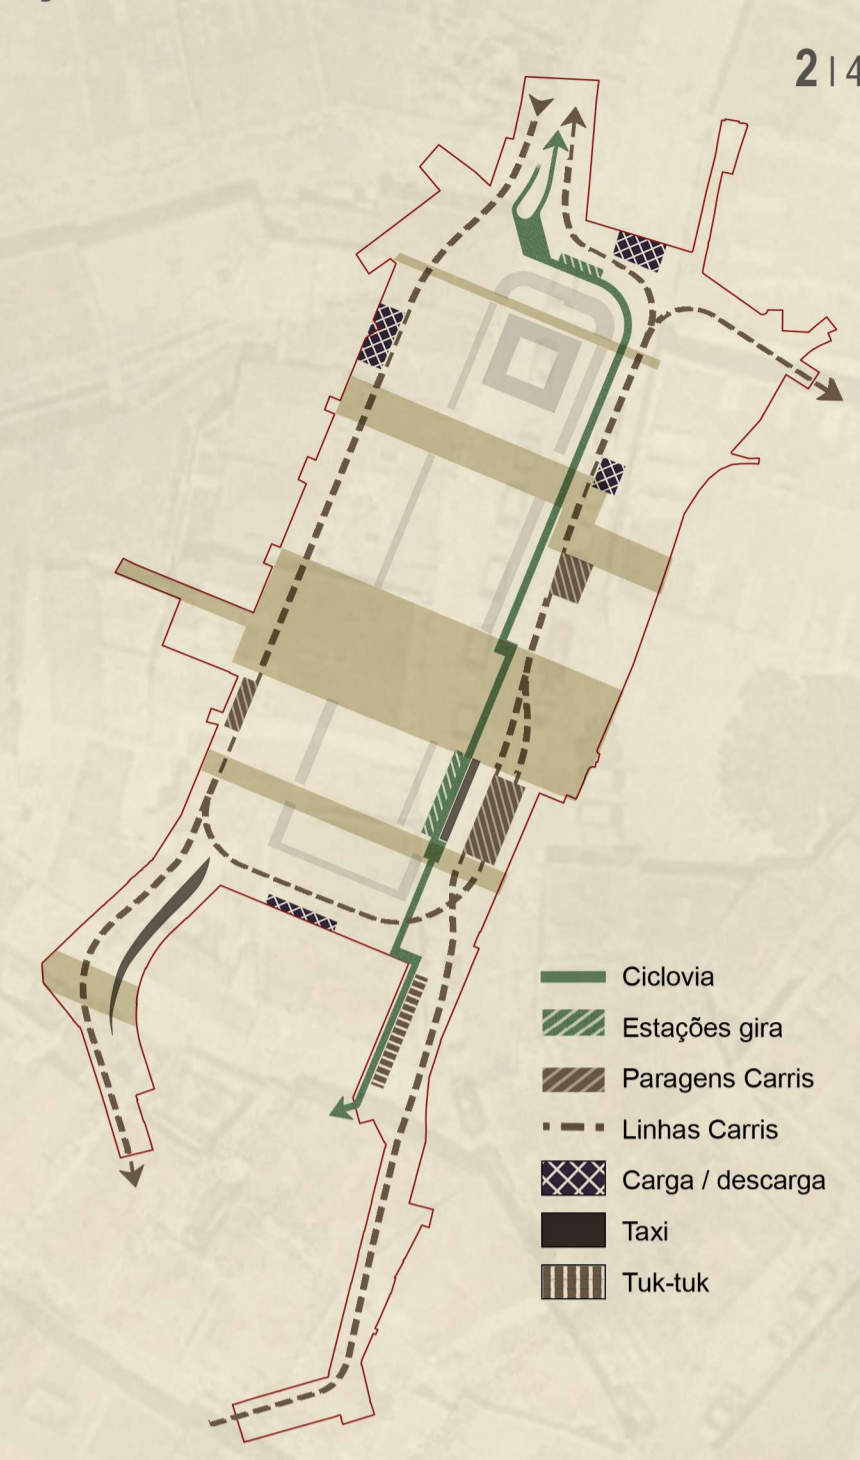 2 | 4
Ciclovia
Estações gira
Paragens Carris
Linhas Carris
Carga / descarga
Taxi
Tuk-tuk